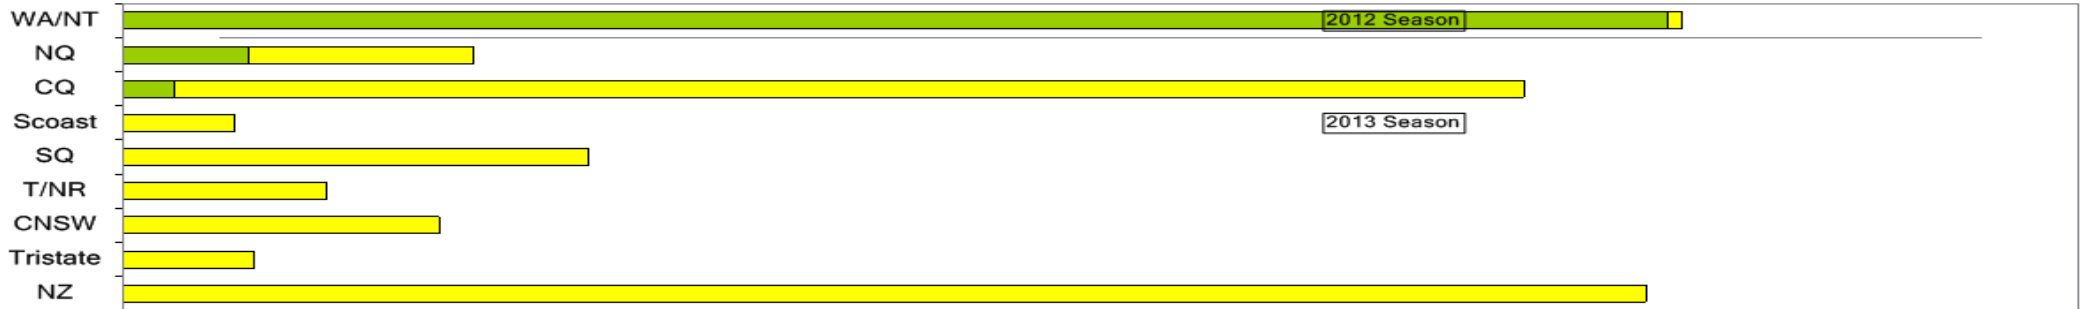 WA/NT
2012 Season
NQ
CQ
Scoast
2013 Season
SQ
T/NR
CNSW
Tristate
NZ